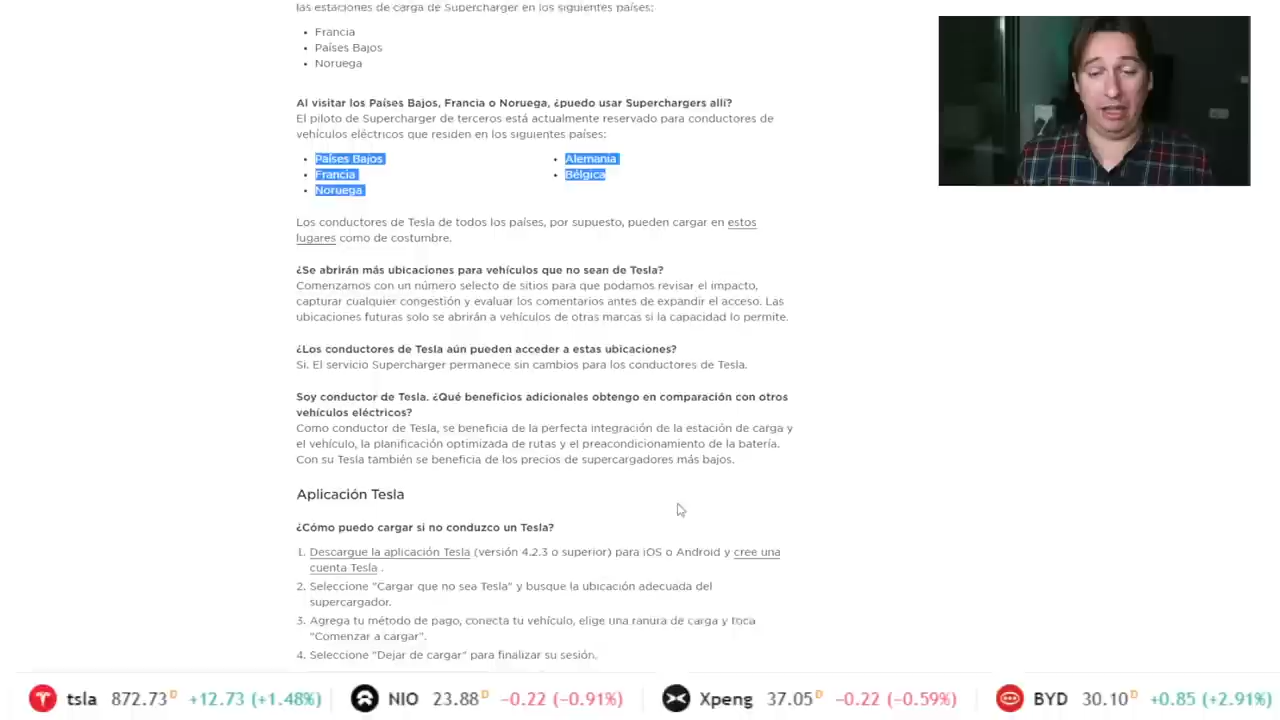 las estaciones de carga de Supercharger en los siguientes países:
• Francia
• Países Bajos
• Noruega
Al visitar los Países Bajos, Francia o Noruega, ¿puedo usar Superchargers allí?
El piloto de Supercharger de terceros está actualmente reservado para conductores de
vehículos eléctricos que residen en los siguientes países:
• Países Bajos
• Francia
• Noruega
• Alemania
• Bélgica
Los conductores de Tesla de todos los países, por supuesto, pueden cargar en estos
lugares como de costumbre.
¿Se abrirán más ubicaciones para vehículos que no sean de Tesla?
Comenzamos con un número selecto de sitios para que podamos revisar el impacto,
capturar cualquier congestión y evaluar los comentarios antes de expandir el acceso. Las
ubicaciones futuras solo se abrirán a vehículos de otras marcas si la capacidad lo permite.
¿Los conductores de Tesla aún pueden acceder a estas ubicaciones?
Si. El servicio Supercharger permanece sin cambios para los conductores de Tesla.
Soy conductor de Tesla. ¿Qué beneficios adicionales obtengo en comparación con otros
vehículos eléctricos?
Como conductor de Tesla, se beneficia de la perfecta integración de la estación de carga y
el vehículo, la planificación optimizada de rutas y el preacondicionamiento de la batería.
Con su Tesla también se beneficia de los precios de supercargadores más bajos.
Aplicación Tesla
¿Cómo puedo cargar si no conduzco un Tesla?
1. Descargue la aplicación Tesla (versión 4.2.3 o superior) para iOS o Android y cree una
cuenta Tesla .
2. Seleccione "Cargar que no sea Tesla" y busque la ubicación adecuada del
supercargador.
3. Agrega tu método de pago, conecta tu vehículo, elige una ranura de carga y toca
"Comenzar a cargar".
4. Seleccione "Dejar de cargar" para finalizar su sesión.
tsla 872.73 D +12.73 (+1.48%) NIO 23.88 D −0.22 (−0.91%) Xpeng 37.05 D −0.22 (−0.59%) BYD 30.10 D +0.85 (+2.91%)